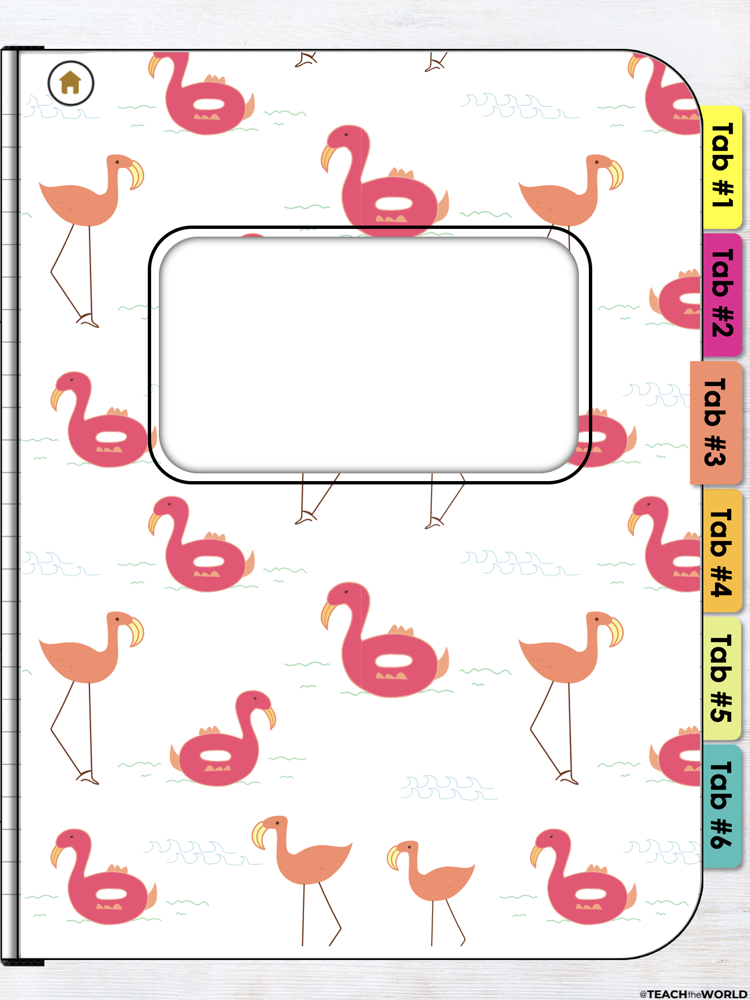 Tab #1
Tab #2
Tab #3
Tab #4
Tab #5
Tab #6
@TEACHtheWORLD